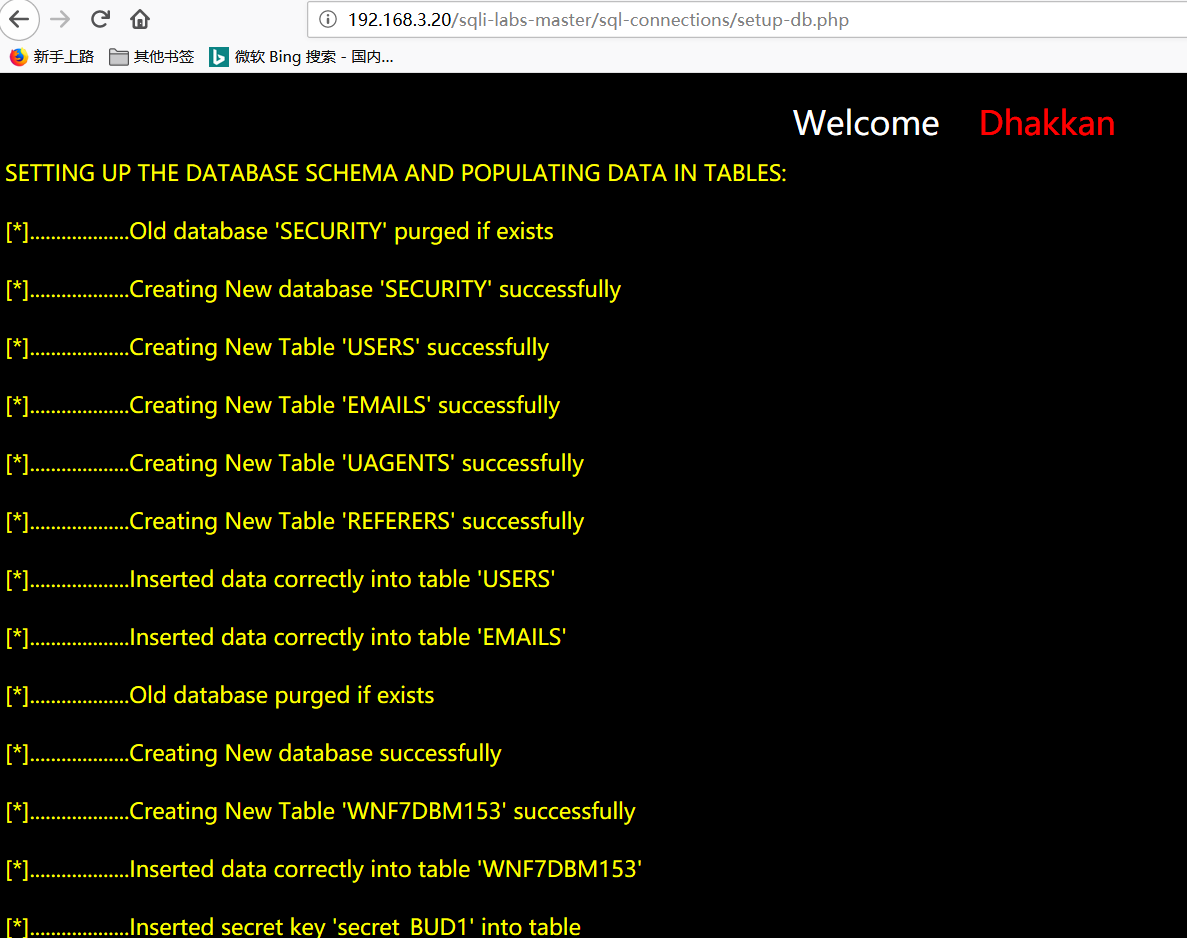 192.168.3.20/sqli-labs-master/sql-connections/setup-db.php
新手上路 其他书签 微软 Bing 搜索 - 国内...
Welcome Dhakkan
SETTING UP THE DATABASE SCHEMA AND POPULATING DATA IN TABLES:
[*]...................Old database 'SECURITY' purged if exists
[*]...................Creating New database 'SECURITY' successfully
[*]...................Creating New Table 'USERS' successfully
[*]...................Creating New Table 'EMAILS' successfully
[*]...................Creating New Table 'UAGENTS' successfully
[*]...................Creating New Table 'REFERERS' successfully
[*]...................Inserted data correctly into table 'USERS'
[*]...................Inserted data correctly into table 'EMAILS'
[*]...................Old database purged if exists
[*]...................Creating New database successfully
[*]...................Creating New Table 'WNF7DBM153' successfully
[*]...................Inserted data correctly into table 'WNF7DBM153'
[*]...................Inserted secret key 'secret_BUD1' into table